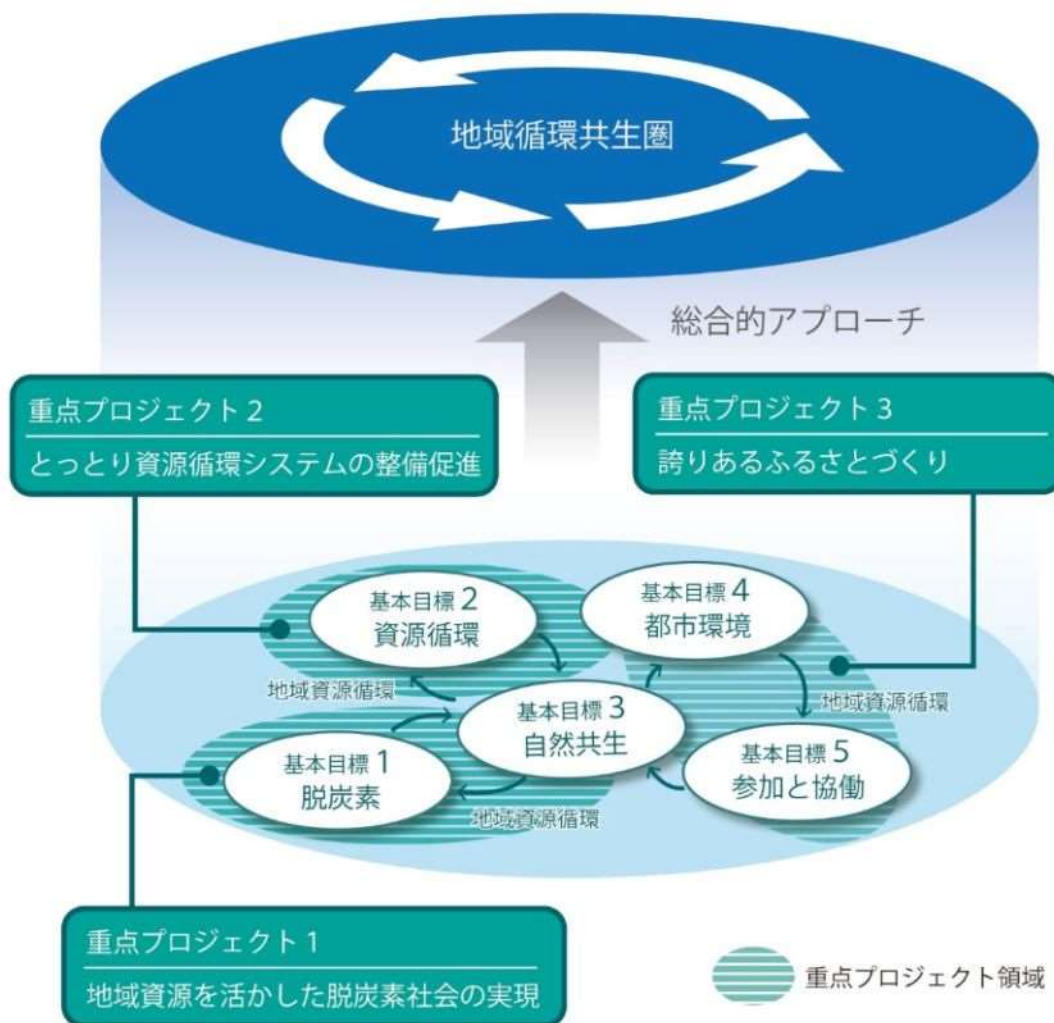 地域循環共生圏
総合的アプローチ
重点プロジェクト2
とっとり資源循環システムの整備促進
重点プロジェクト3
誇りあるふるさとづくり
基本目標2
資源循環
基本目標4
都市環境
地域資源循環
地域資源循環
基本目標3
自然共生
基本目標1
脱炭素
基本目標5
参加と協働
地域資源循環
重点プロジェクト1
地域資源を活かした脱炭素社会の実現
重点プロジェクト領域